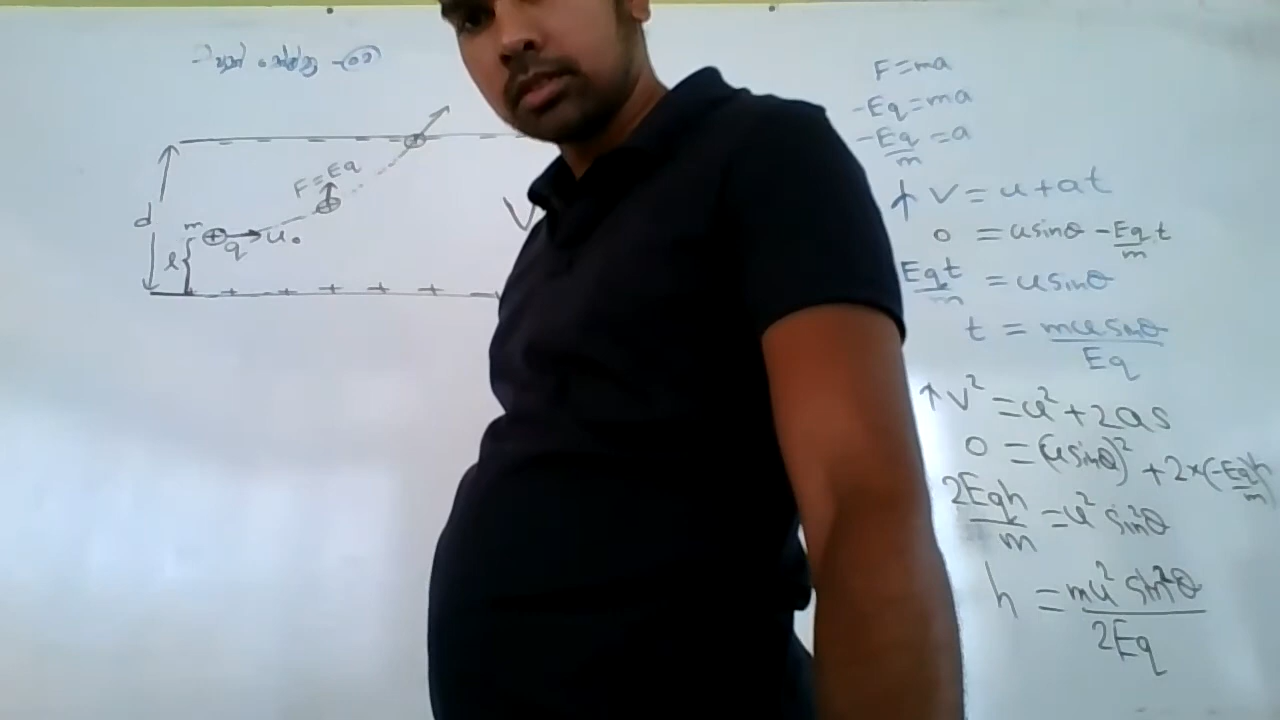 F = Eq
d
m
q
u₀
l
V
F = ma
-Eq = ma
-Eq/m = a
↑ V = u + at
0 = usinθ - Eq/m t
Eqt/m = usinθ
t = musinθ/Eq
↑ V² = u² + 2as
0 = (usinθ)² + 2×(-Eq/m)h
2Eqh/m = u² sin²θ
h = mu² sin²θ/2Eq